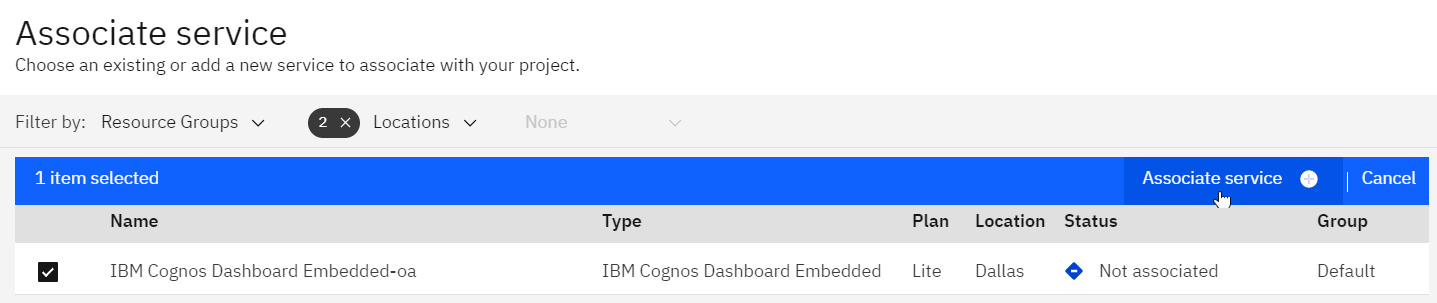 Associate service
Choose an existing or add a new service to associate with your project.
Filter by: Resource Groups 2 Locations None
1 item selected Associate service Cancel
Name Type Plan Location Status Group
IBM Cognos Dashboard Embedded-oa IBM Cognos Dashboard Embedded Lite Dallas Not associated Default